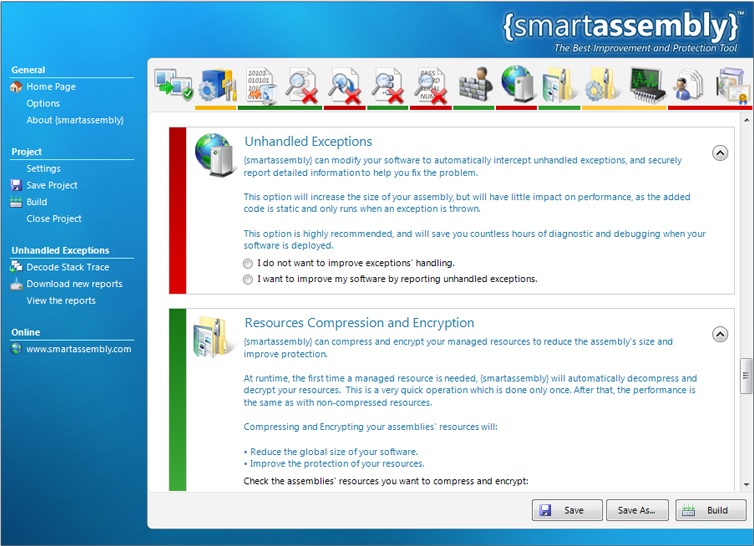 {smartassembly}™
The Best Improvement and Protection Tool
General
Home Page
Options
About {smartassembly}
Project
Settings
Save Project
Build
Close Project
Unhandled Exceptions
Decode Stack Trace
Download new reports
View the reports
Online
www.smartassembly.com
10101
010101
10101
PASS
WORD
SERIAL
NUM
Unhandled Exceptions
{smartassembly} can modify your software to automatically intercept unhandled exceptions, and securely
report detailed information to help you fix the problem.
This option will increase the size of your assembly, but will have little impact on performance, as the added
code is static and only runs when an exception is thrown.
This option is highly recommended, and will save you countless hours of diagnostic and debugging when your
software is deployed.
I do not want to improve exceptions' handling.
I want to improve my software by reporting unhandled exceptions.
Resources Compression and Encryption
{smartassembly} can compress and encrypt your managed resources to reduce the assembly's size and
improve protection.
At runtime, the first time a managed resource is needed, {smartassembly} will automatically decompress and
decrypt your resources. This is a very quick operation which is done only once. After that, the performance is
the same as with non-compressed resources.
Compressing and Encrypting your assemblies' resources will:
• Reduce the global size of your software.
• Improve the protection of your resources.
Check the assemblies' resources you want to compress and encrypt:
Save
Save As...
Build